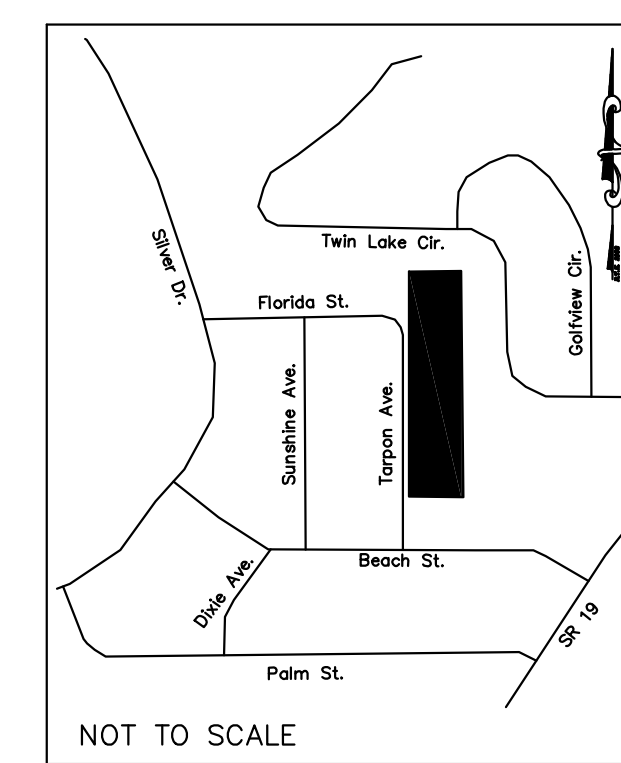 Twin Lake Cir.
Silver Dr.
Golfview Cir.
Florida St.
Sunshine Ave.
Tarpon Ave.
Beach St.
Dixie Ave.
SR 19
Palm St.
NOT TO SCALE